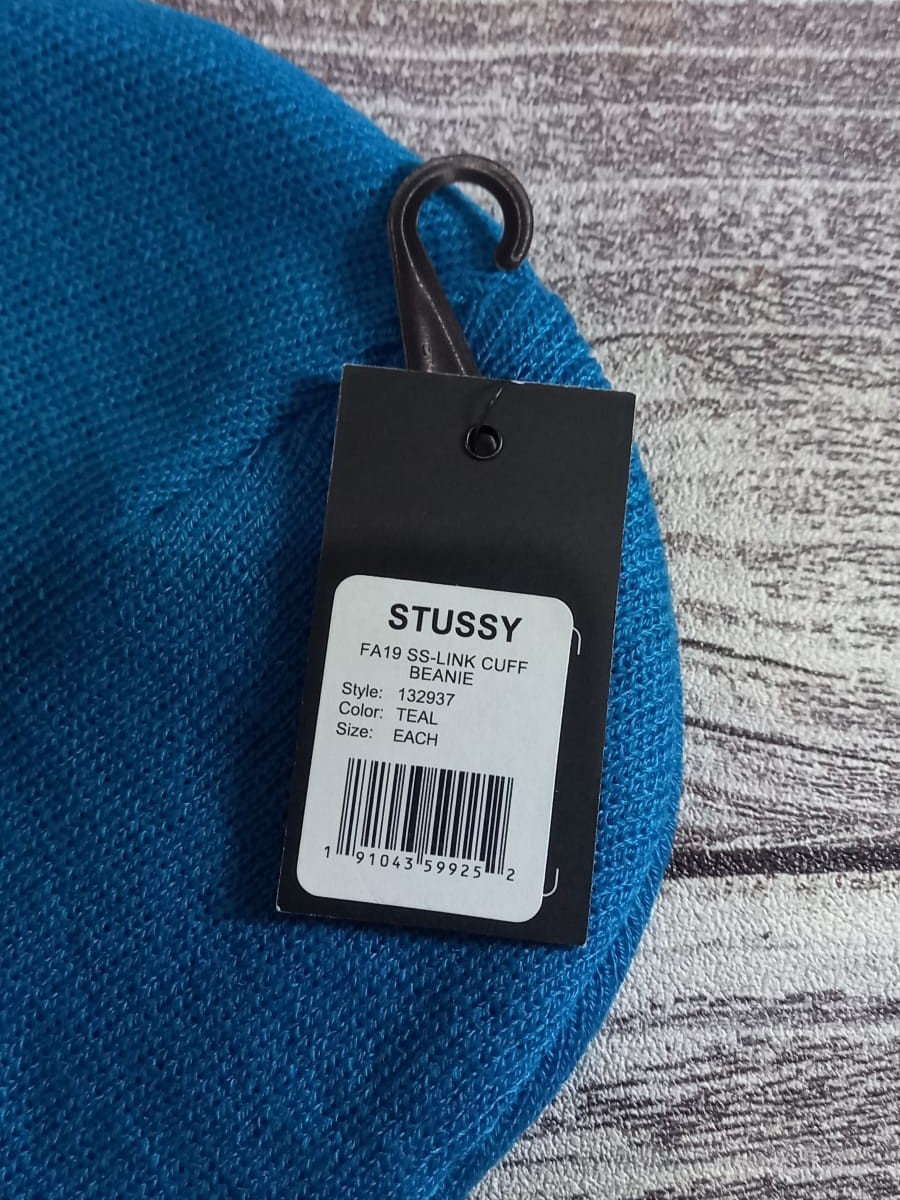 STUSSY
FA19 SS-LINK CUFF
BEANIE
Style: 132937
Color: TEAL
Size: EACH
1 91043 59925 2